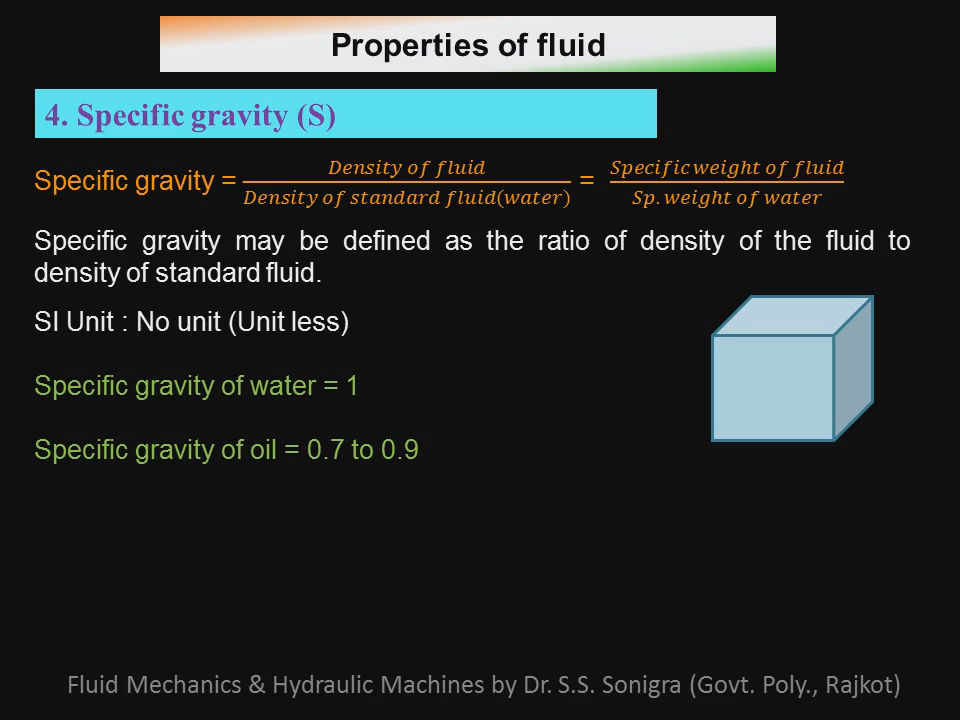 Properties of fluid
4. Specific gravity (S)
Specific gravity = Density of fluid / Density of standard fluid(water) = Specific weight of fluid / Sp. weight of water
Specific gravity may be defined as the ratio of density of the fluid to
density of standard fluid.
SI Unit : No unit (Unit less)
Specific gravity of water = 1
Specific gravity of oil = 0.7 to 0.9
Fluid Mechanics & Hydraulic Machines by Dr. S.S. Sonigra (Govt. Poly., Rajkot)